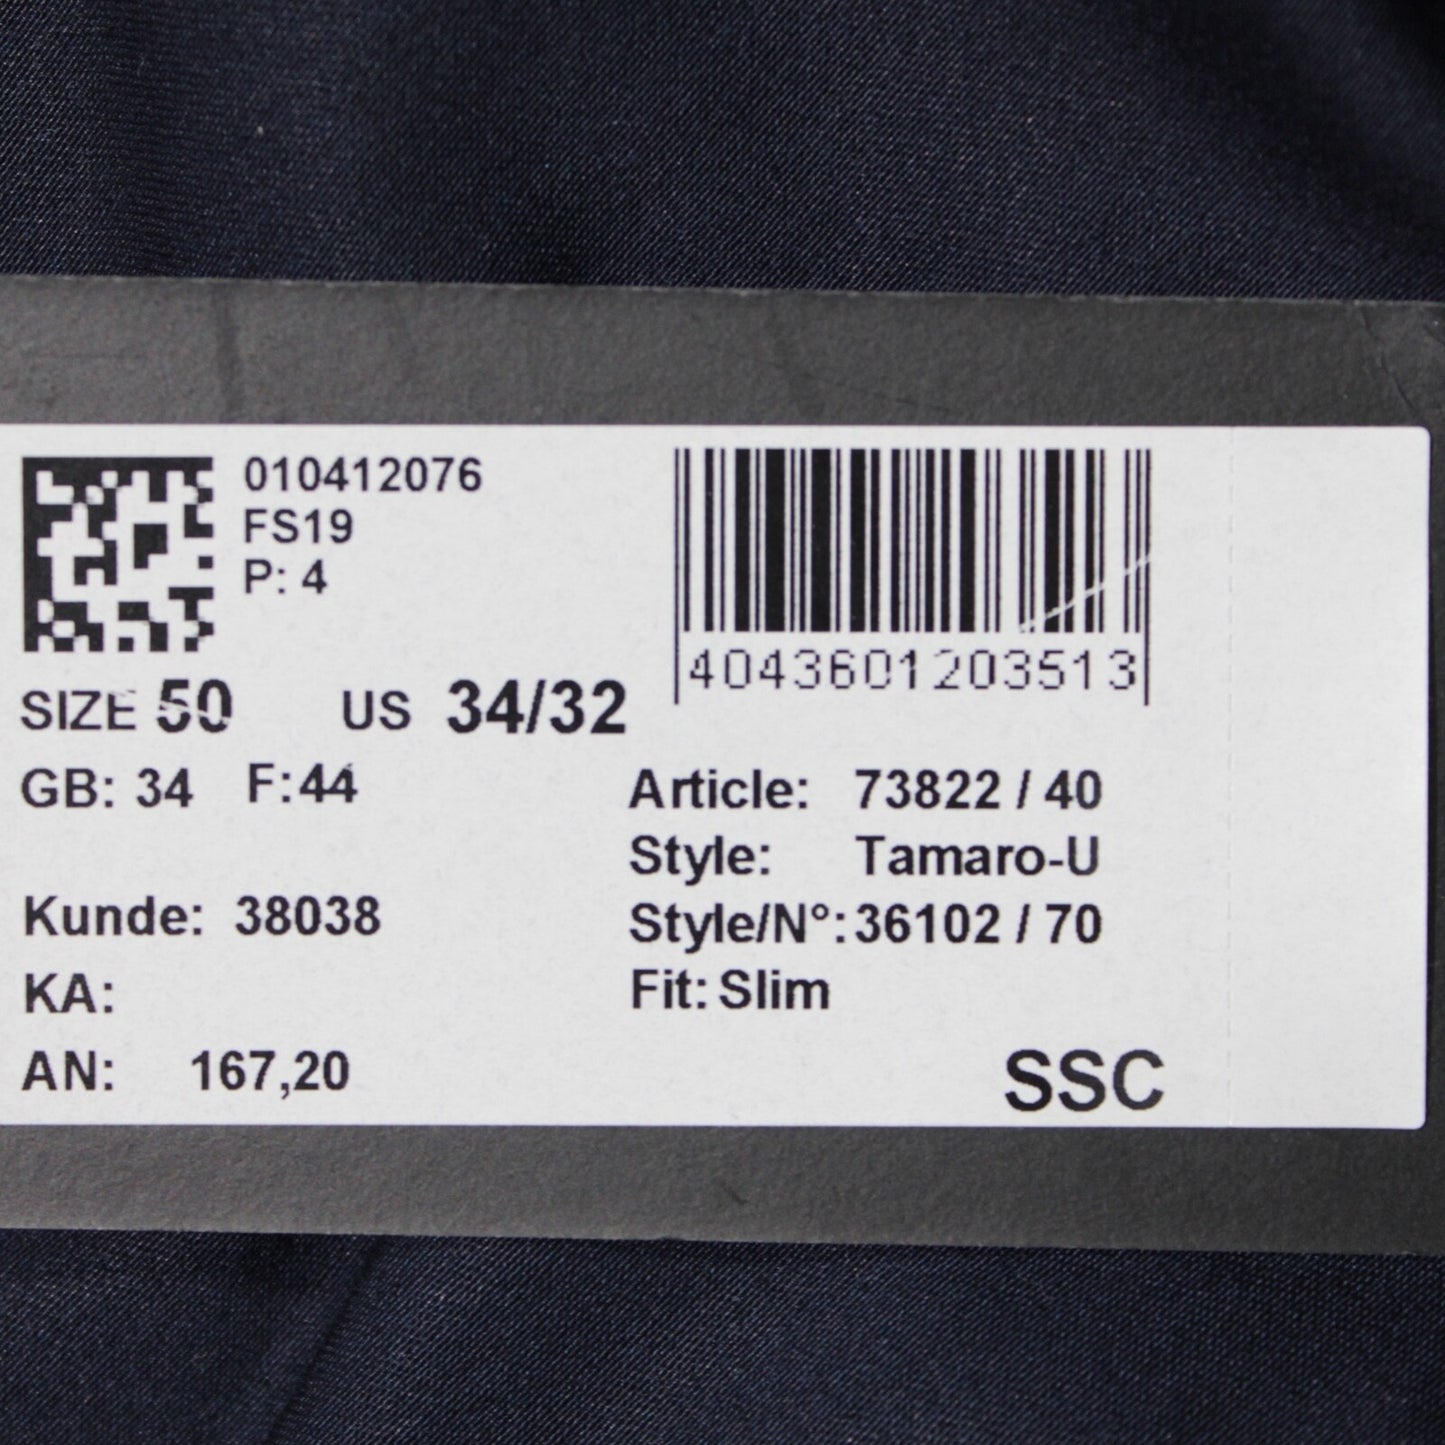 010412076
FS19
P: 4
4043601203513
SIZE 50 US 34/32
GB: 34 F:44
Article: 73822 / 40
Style: Tamaro-U
Kunde: 38038
Style/N°: 36102 / 70
KA:
Fit: Slim
AN: 167,20
SSC